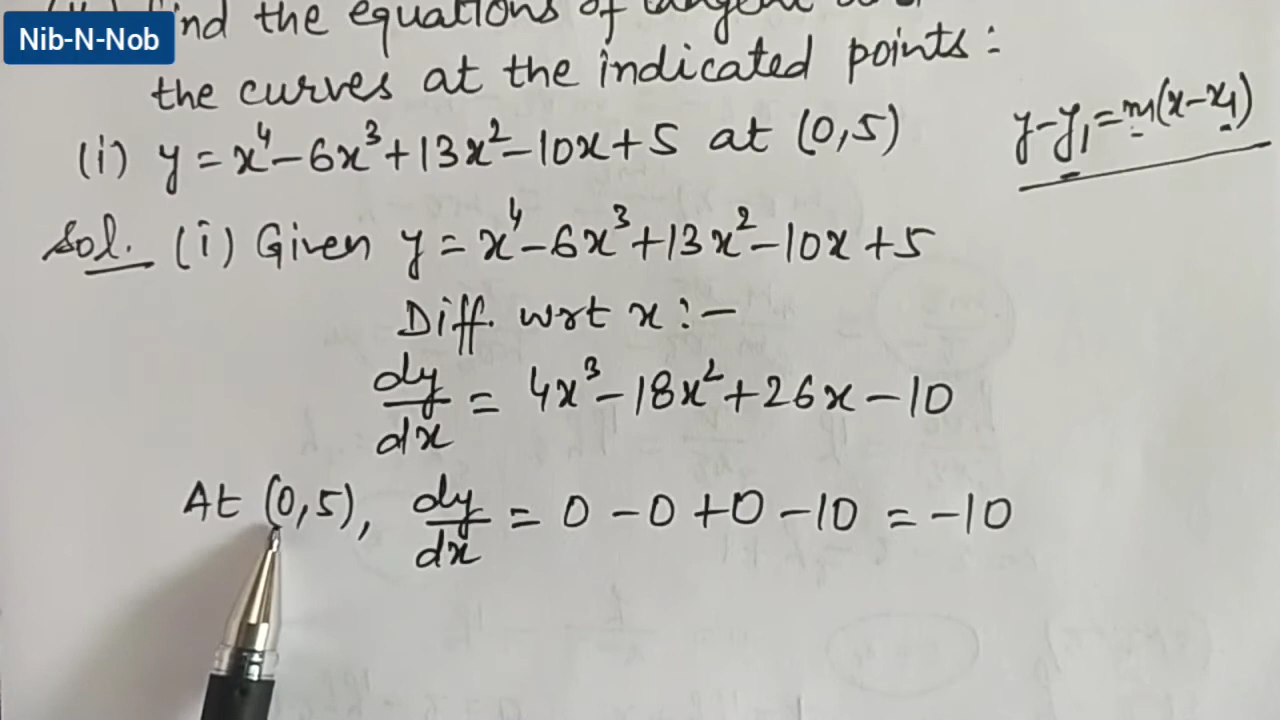 Nib-N-Nob
the equations of tangent
the curves at the indicated points :
y-y₁=m(x-x₁)
(i) y = x⁴-6x³+13x²-10x+5 at (0,5)
Sol. (i) Given y = x⁴-6x³+13x²-10x+5
Diff. wrt x :-
dy/dx = 4x³-18x²+26x-10
At (0,5), dy/dx = 0-0+0-10 = -10